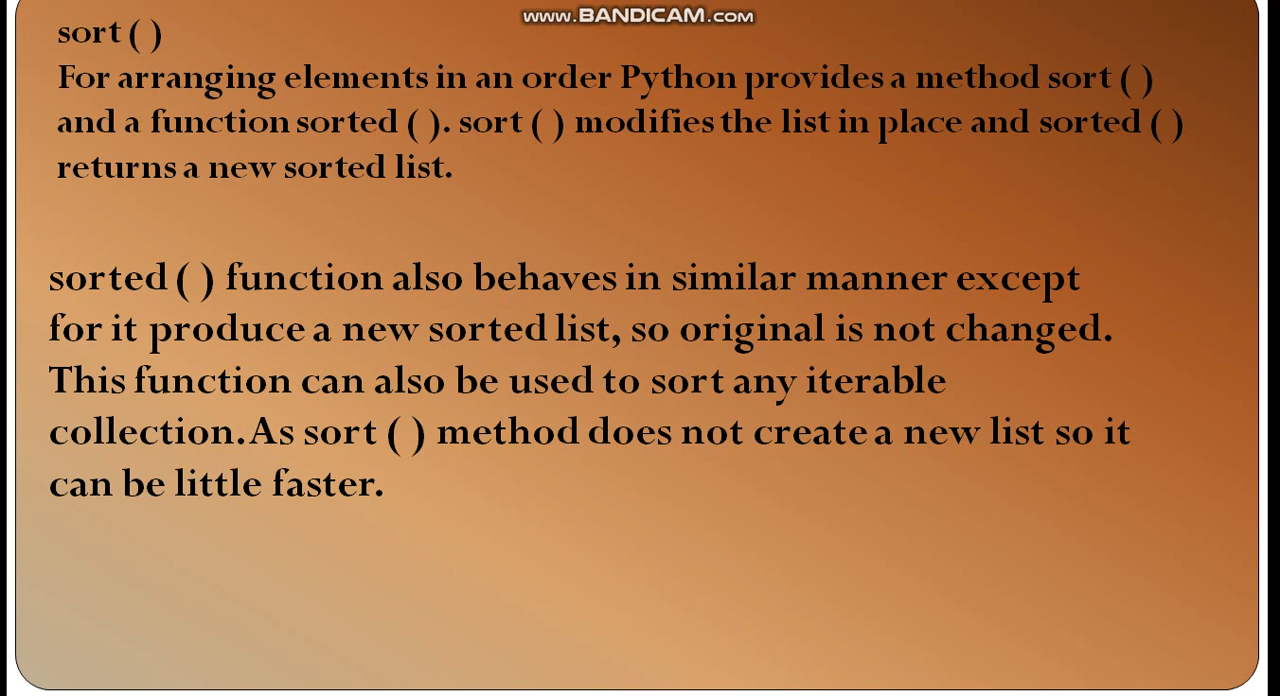 www.BANDICAM.com
sort ( )
For arranging elements in an order Python provides a method sort ( )
and a function sorted ( ). sort ( ) modifies the list in place and sorted ( )
returns a new sorted list.
sorted ( ) function also behaves in similar manner except
for it produce a new sorted list, so original is not changed.
This function can also be used to sort any iterable
collection.As sort ( ) method does not create a new list so it
can be little faster.